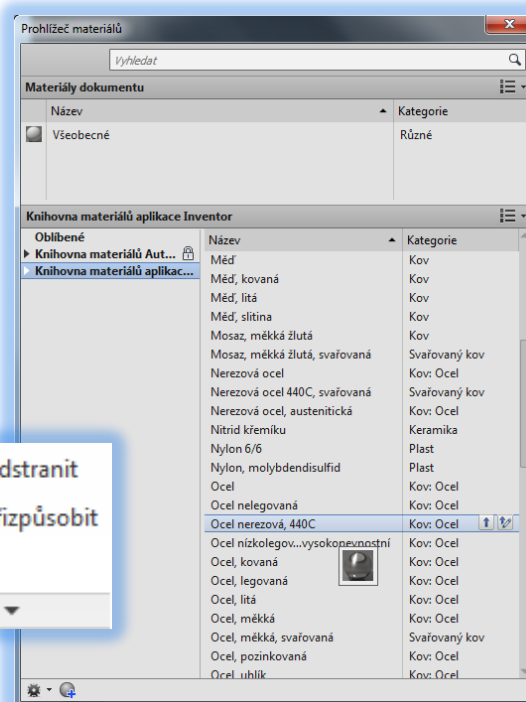 Prohlížeč materiálů
Vyhledat
Materiály dokumentu
Název Kategorie
Všeobecné Různé
Knihovna materiálů aplikace Inventor
Oblíbené
Knihovna materiálů Aut...
Knihovna materiálů aplikac...
Název Kategorie
Měď Kov
Měď, kovaná Kov
Měď, litá Kov
Měď, slitina Kov
Mosaz, měkká žlutá Kov
Mosaz, měkká žlutá, svařovaná Svařovaný kov
Nerezová ocel Kov: Ocel
Nerezová ocel 440C, svařovaná Svařovaný kov
Nerezová ocel, austenitická Kov: Ocel
Nitrid křemíku Keramika
Nylon 6/6 Plast
Nylon, molybdendisulfid Plast
Ocel Kov: Ocel
Ocel nelegovaná Kov: Ocel
Ocel nerezová, 440C Kov: Ocel
Ocel nízkolegov...vysokopevnostní Kov: Ocel
Ocel, kovaná Kov: Ocel
Ocel, legovaná Kov: Ocel
Ocel, litá Kov: Ocel
Ocel, měkká Kov: Ocel
Ocel, měkká, svařovaná Svařovaný kov
Ocel, pozinkovaná Kov: Ocel
Ocel, uhlík Kov: Ocel
dstranit
řizpůsobit